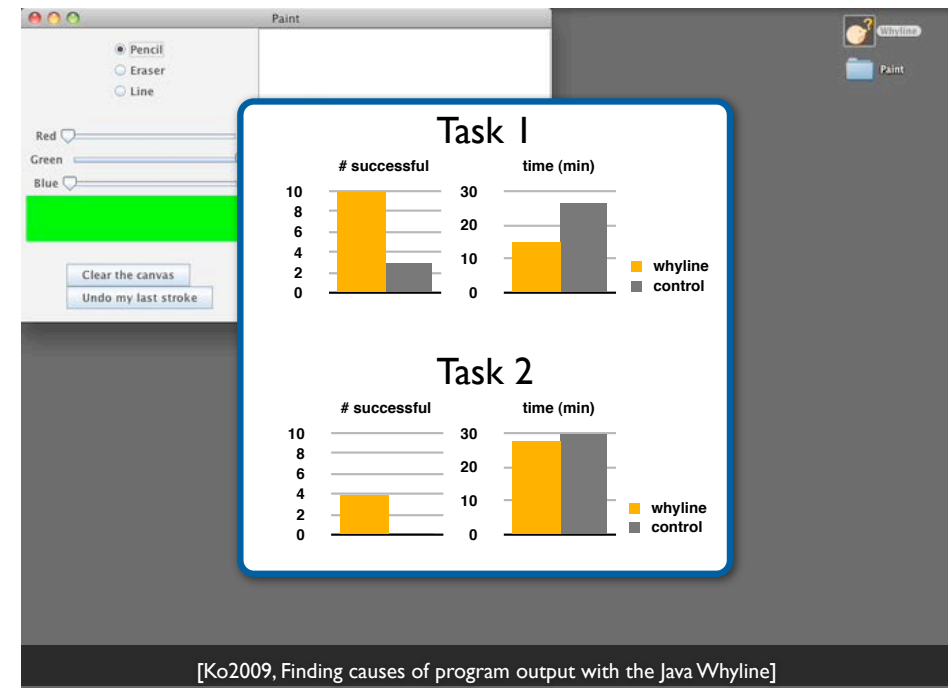 Paint
Pencil
Eraser
Line
Red
Green
Blue
Clear the canvas
Undo my last stroke
Whyline
Paint
Task 1
# successful
time (min)
10
8
6
4
2
0
30
20
10
0
whyline
control
Task 2
# successful
time (min)
10
8
6
4
2
0
30
20
10
0
whyline
control
[Ko2009, Finding causes of program output with the Java Whyline]